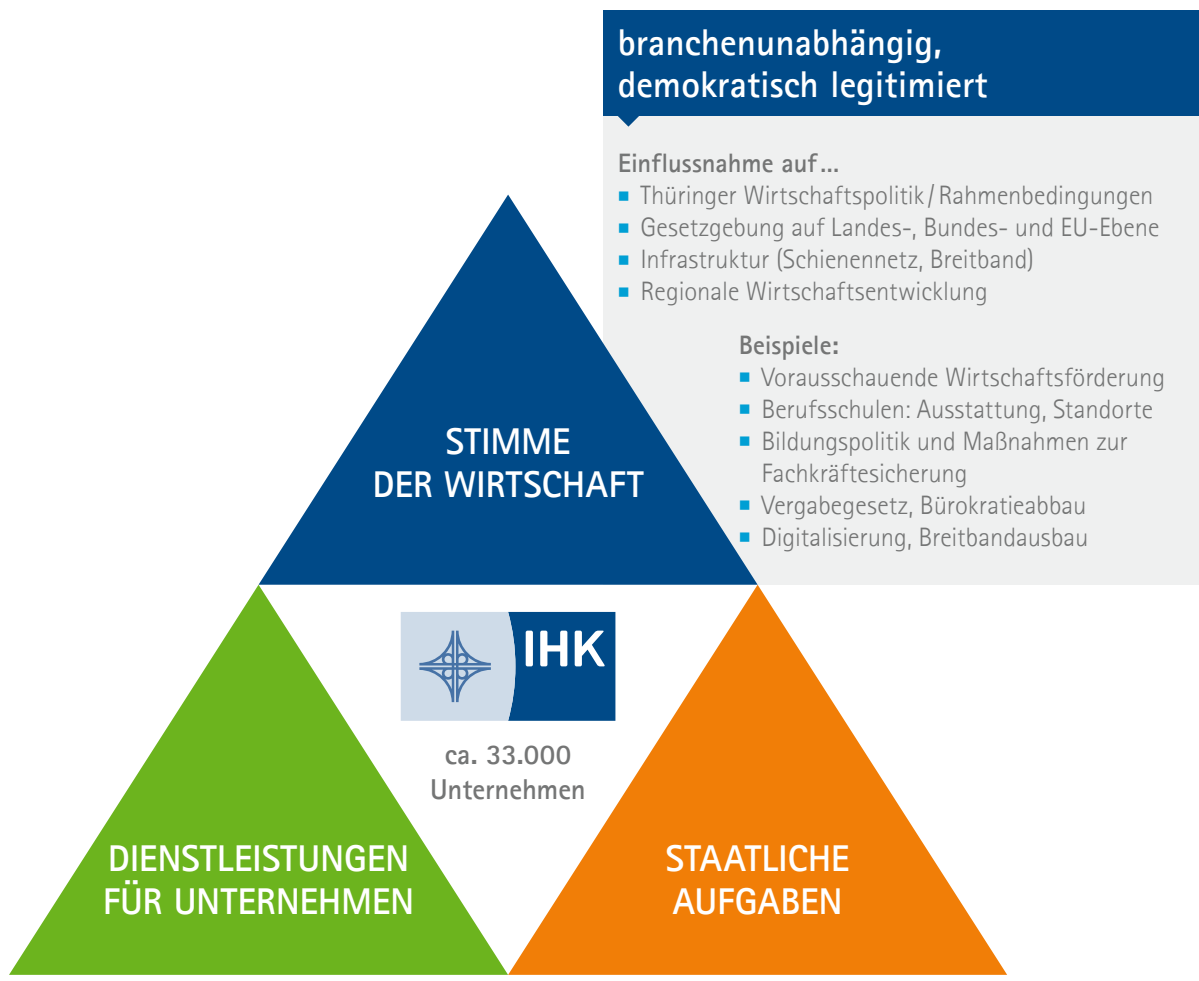 branchenunabhängig,
demokratisch legitimiert
Einflussnahme auf...
▪ Thüringer Wirtschaftspolitik/Rahmenbedingungen
▪ Gesetzgebung auf Landes-, Bundes- und EU-Ebene
▪ Infrastruktur (Schienennetz, Breitband)
▪ Regionale Wirtschaftsentwicklung
Beispiele:
▪ Vorausschauende Wirtschaftsförderung
▪ Berufsschulen: Ausstattung, Standorte
▪ Bildungspolitik und Maßnahmen zur
Fachkräftesicherung
▪ Vergabegesetz, Bürokratieabbau
▪ Digitalisierung, Breitbandausbau
STIMME
DER WIRTSCHAFT
IHK
ca. 33.000
Unternehmen
DIENSTLEISTUNGEN
FÜR UNTERNEHMEN
STAATLICHE
AUFGABEN